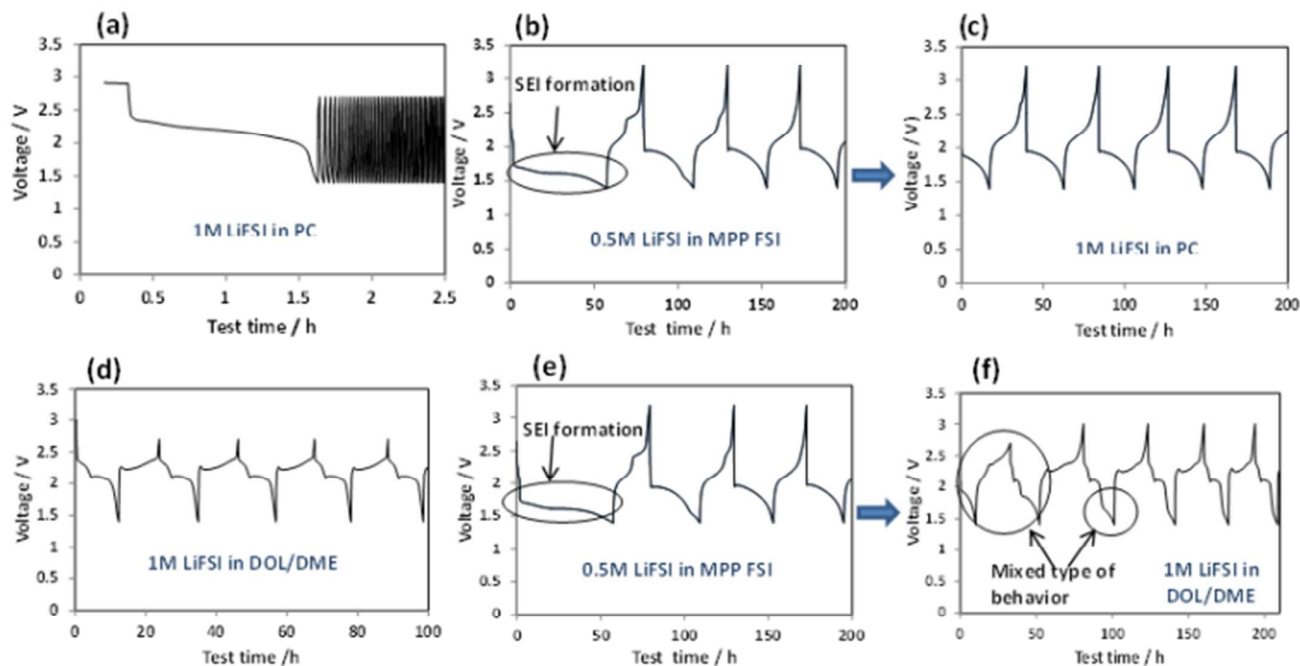 (a)
3.5
3
2.5
2
1.5
1
0.5
0
Voltage / V
1M LiFSI in PC
0 0.5 1 1.5 2 2.5
Test time / h
(b)
3.5
3
2.5
2
1.5
1
0.5
0
Voltage / V
SEI formation
0.5M LiFSI in MPP FSI
0 50 100 150 200
Test time / h
(c)
3.5
3
2.5
2
1.5
1
0.5
0
Voltage / V)
1M LiFSI in PC
0 50 100 150 200
Test time / h
(d)
3.5
3
2.5
2
1.5
1
0.5
0
Voltage / V
1M LiFSI in DOL/DME
0 20 40 60 80 100
Test time /h
(e)
3.5
3
2.5
2
1.5
1
0.5
0
Voltage / V
SEI formation
0.5M LiFSI in MPP FSI
0 50 100 150 200
Test time / h
(f)
3.5
3
2.5
2
1.5
1
0.5
0
Voltage / V
Mixed type of
behavior
1M LiFSI in
DOL/DME
0 50 100 150 200
Test time / h